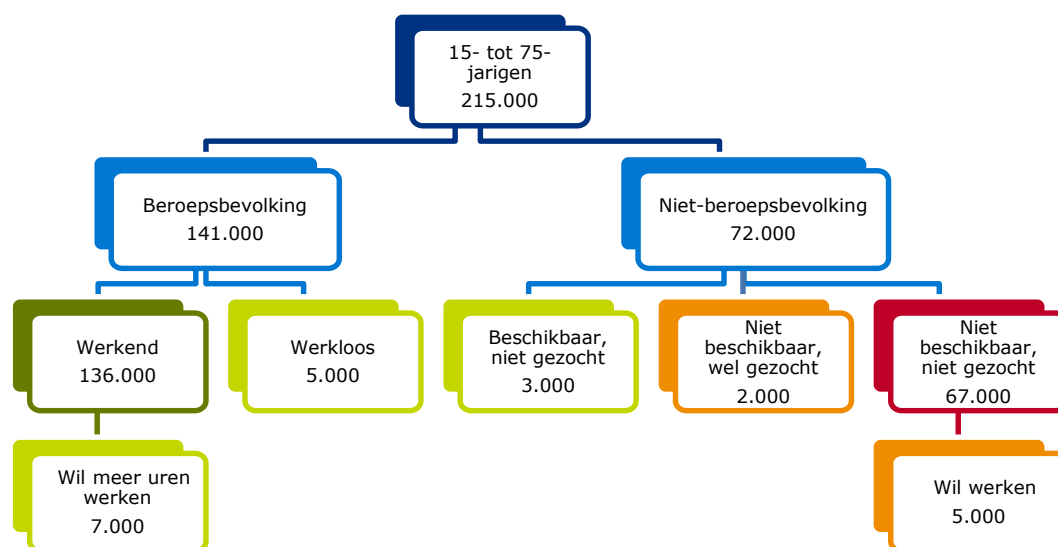 15- tot 75-
jarigen
215.000
Beroepsbevolking
141.000
Niet-beroepsbevolking
72.000
Werkend
136.000
Werkloos
5.000
Beschikbaar,
niet gezocht
3.000
Niet
beschikbaar,
wel gezocht
2.000
Niet
beschikbaar,
niet gezocht
67.000
Wil meer uren
werken
7.000
Wil werken
5.000